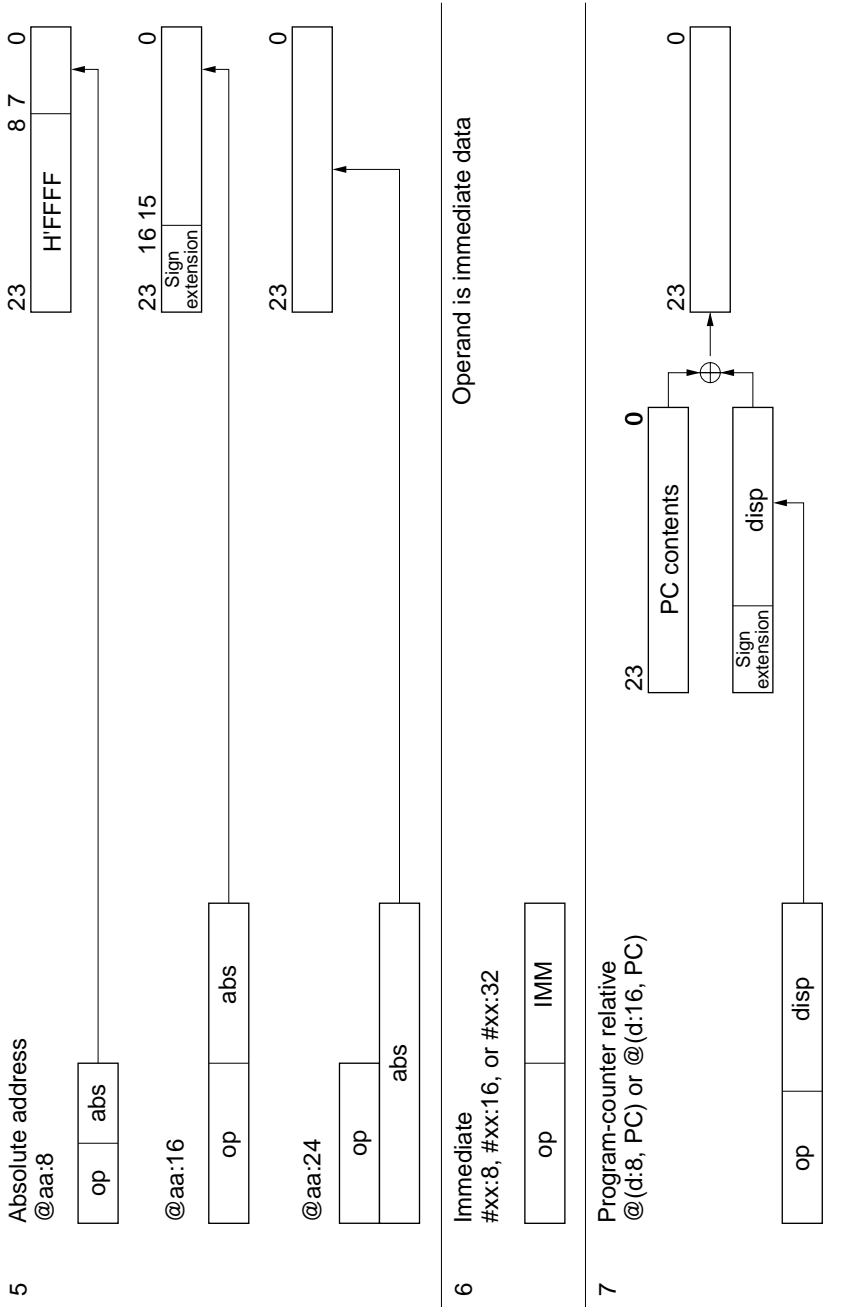 5
Absolute address
@aa:8
op
abs
23
8 7
0
H'FFFF
@aa:16
op
abs
23
16 15
0
Sign
extension
@aa:24
op
abs
23
0
6
Immediate
#xx:8, #xx:16, or #xx:32
op
IMM
Operand is immediate data
7
Program-counter relative
@(d:8, PC) or @(d:16, PC)
op
disp
23
0
PC contents
Sign
extension
disp
23
0